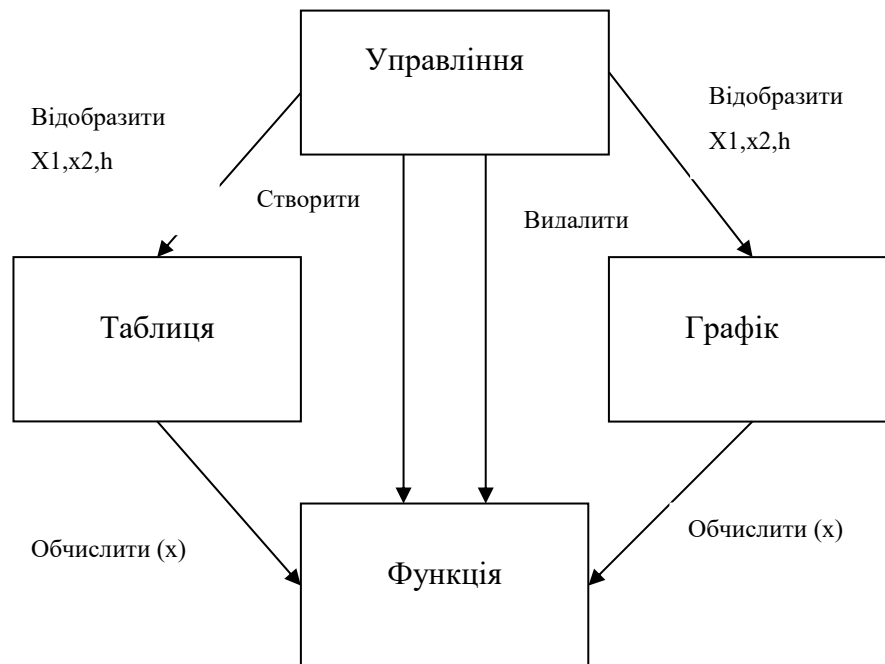 Управління
Відобразити
X1,x2,h
Відобразити
X1,x2,h
Створити
Видалити
Таблиця
Графік
Обчислити (x)
Обчислити (x)
Функція